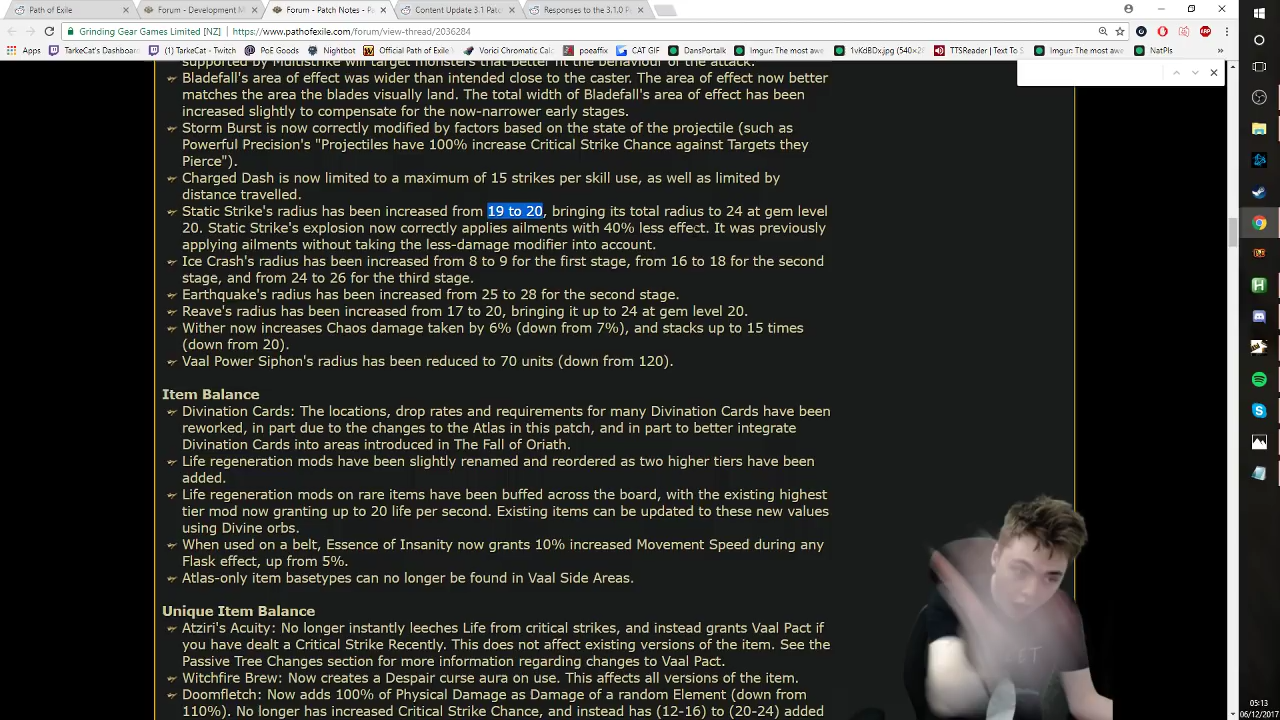 Path of Exile
Forum - Development M
Forum - Patch Notes - Pa
Content Update 3.1 Patc
Responses to the 3.1.0 P
Grinding Gear Games Limited [NZ] | https://www.pathofexile.com/forum/view-thread/2036284
Apps TarkeCat's Dashboa (1) TarkeCat - Twitch PoE Goods Nightbot Official Path of Exile Vorici Chromatic Calc poeaffix CAT GIF DansPortalk Imgur: The most awe 1vKdBDxjpg (540×2 TTSReader | Text To S Imgur: The most awe NatPls
supported by Multistrike will target monsters that better fit the behaviour of the attack.
Bladefall's area of effect was wider than intended close to the caster. The area of effect now better
matches the area the blades visually land. The total width of Bladefall's area of effect has been
increased slightly to compensate for the now-narrower early stages.
Storm Burst is now correctly modified by factors based on the state of the projectile (such as
Powerful Precision's "Projectiles have 100% increase Critical Strike Chance against Targets they
Pierce").
Charged Dash is now limited to a maximum of 15 strikes per skill use, as well as limited by
distance travelled.
Static Strike's radius has been increased from 19 to 20, bringing its total radius to 24 at gem level
20. Static Strike's explosion now correctly applies ailments with 40% less effect. It was previously
applying ailments without taking the less-damage modifier into account.
Ice Crash's radius has been increased from 8 to 9 for the first stage, from 16 to 18 for the second
stage, and from 24 to 26 for the third stage.
Earthquake's radius has been increased from 25 to 28 for the second stage.
Reave's radius has been increased from 17 to 20, bringing it up to 24 at gem level 20.
Wither now increases Chaos damage taken by 6% (down from 7%), and stacks up to 15 times
(down from 20).
Vaal Power Siphon's radius has been reduced to 70 units (down from 120).
Item Balance
Divination Cards: The locations, drop rates and requirements for many Divination Cards have been
reworked, in part due to the changes to the Atlas in this patch, and in part to better integrate
Divination Cards into areas introduced in The Fall of Oriath.
Life regeneration mods have been slightly renamed and reordered as two higher tiers have been
added.
Life regeneration mods on rare items have been buffed across the board, with the existing highest
tier mod now granting up to 20 life per second. Existing items can be updated to these new values
using Divine orbs.
When used on a belt, Essence of Insanity now grants 10% increased Movement Speed during any
Flask effect, up from 5%.
Atlas-only item basetypes can no longer be found in Vaal Side Areas.
Unique Item Balance
Atziri's Acuity: No longer instantly leeches Life from critical strikes, and instead grants Vaal Pact if
you have dealt a Critical Strike Recently. This does not affect existing versions of the item. See the
Passive Tree Changes section for more information regarding changes to Vaal Pact.
Witchfire Brew: Now creates a Despair curse aura on use. This affects all versions of the item.
Doomfletch: Now adds 100% of Physical Damage as Damage of a random Element (down from
110%). No longer has increased Critical Strike Chance, and instead has (12-16) to (20-24) added
05:13
06/12/2017